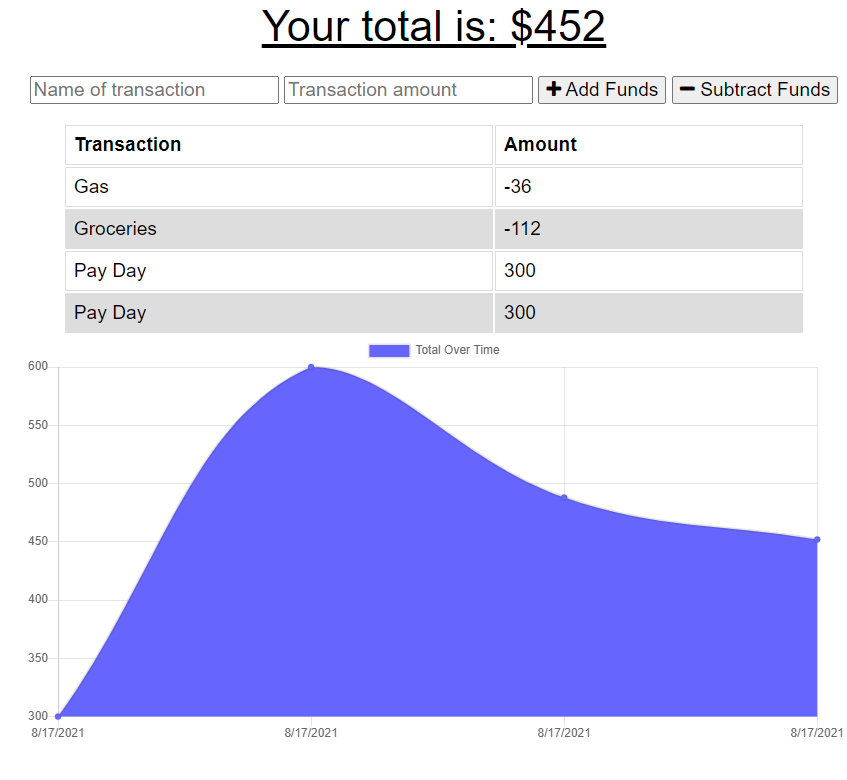 Your total is: $452
Name of transaction Transaction amount Add Funds Subtract Funds
Transaction Amount
Gas -36
Groceries -112
Pay Day 300
Pay Day 300
Total Over Time
600
550
500
450
400
350
300
8/17/2021 8/17/2021 8/17/2021 8/17/2021